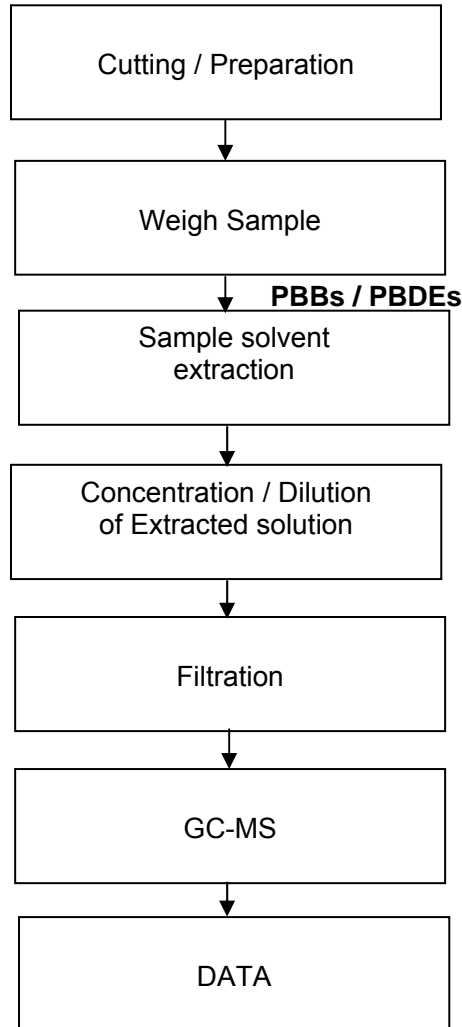 Cutting / Preparation
Weigh Sample
PBBs / PBDEs
Sample solvent
extraction
Concentration / Dilution
of Extracted solution
Filtration
GC-MS
DATA